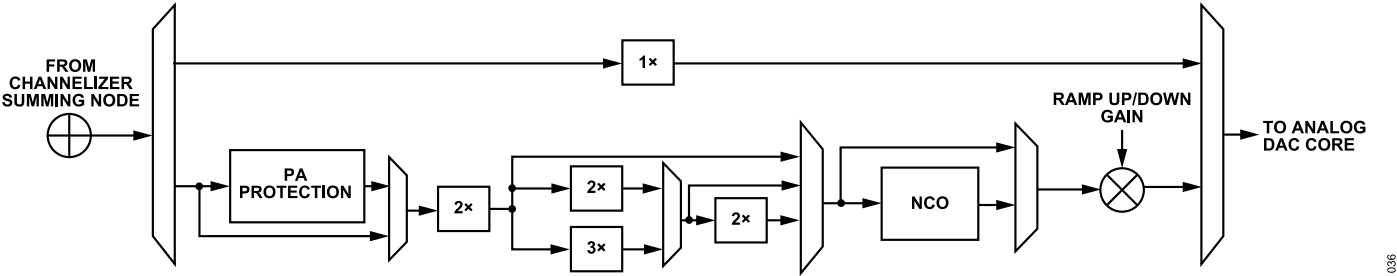 FROM
CHANNELIZER
SUMMING NODE
1×
PA
PROTECTION
2×
2×
3×
2×
NCO
RAMP UP/DOWN
GAIN
TO ANALOG
DAC CORE
036